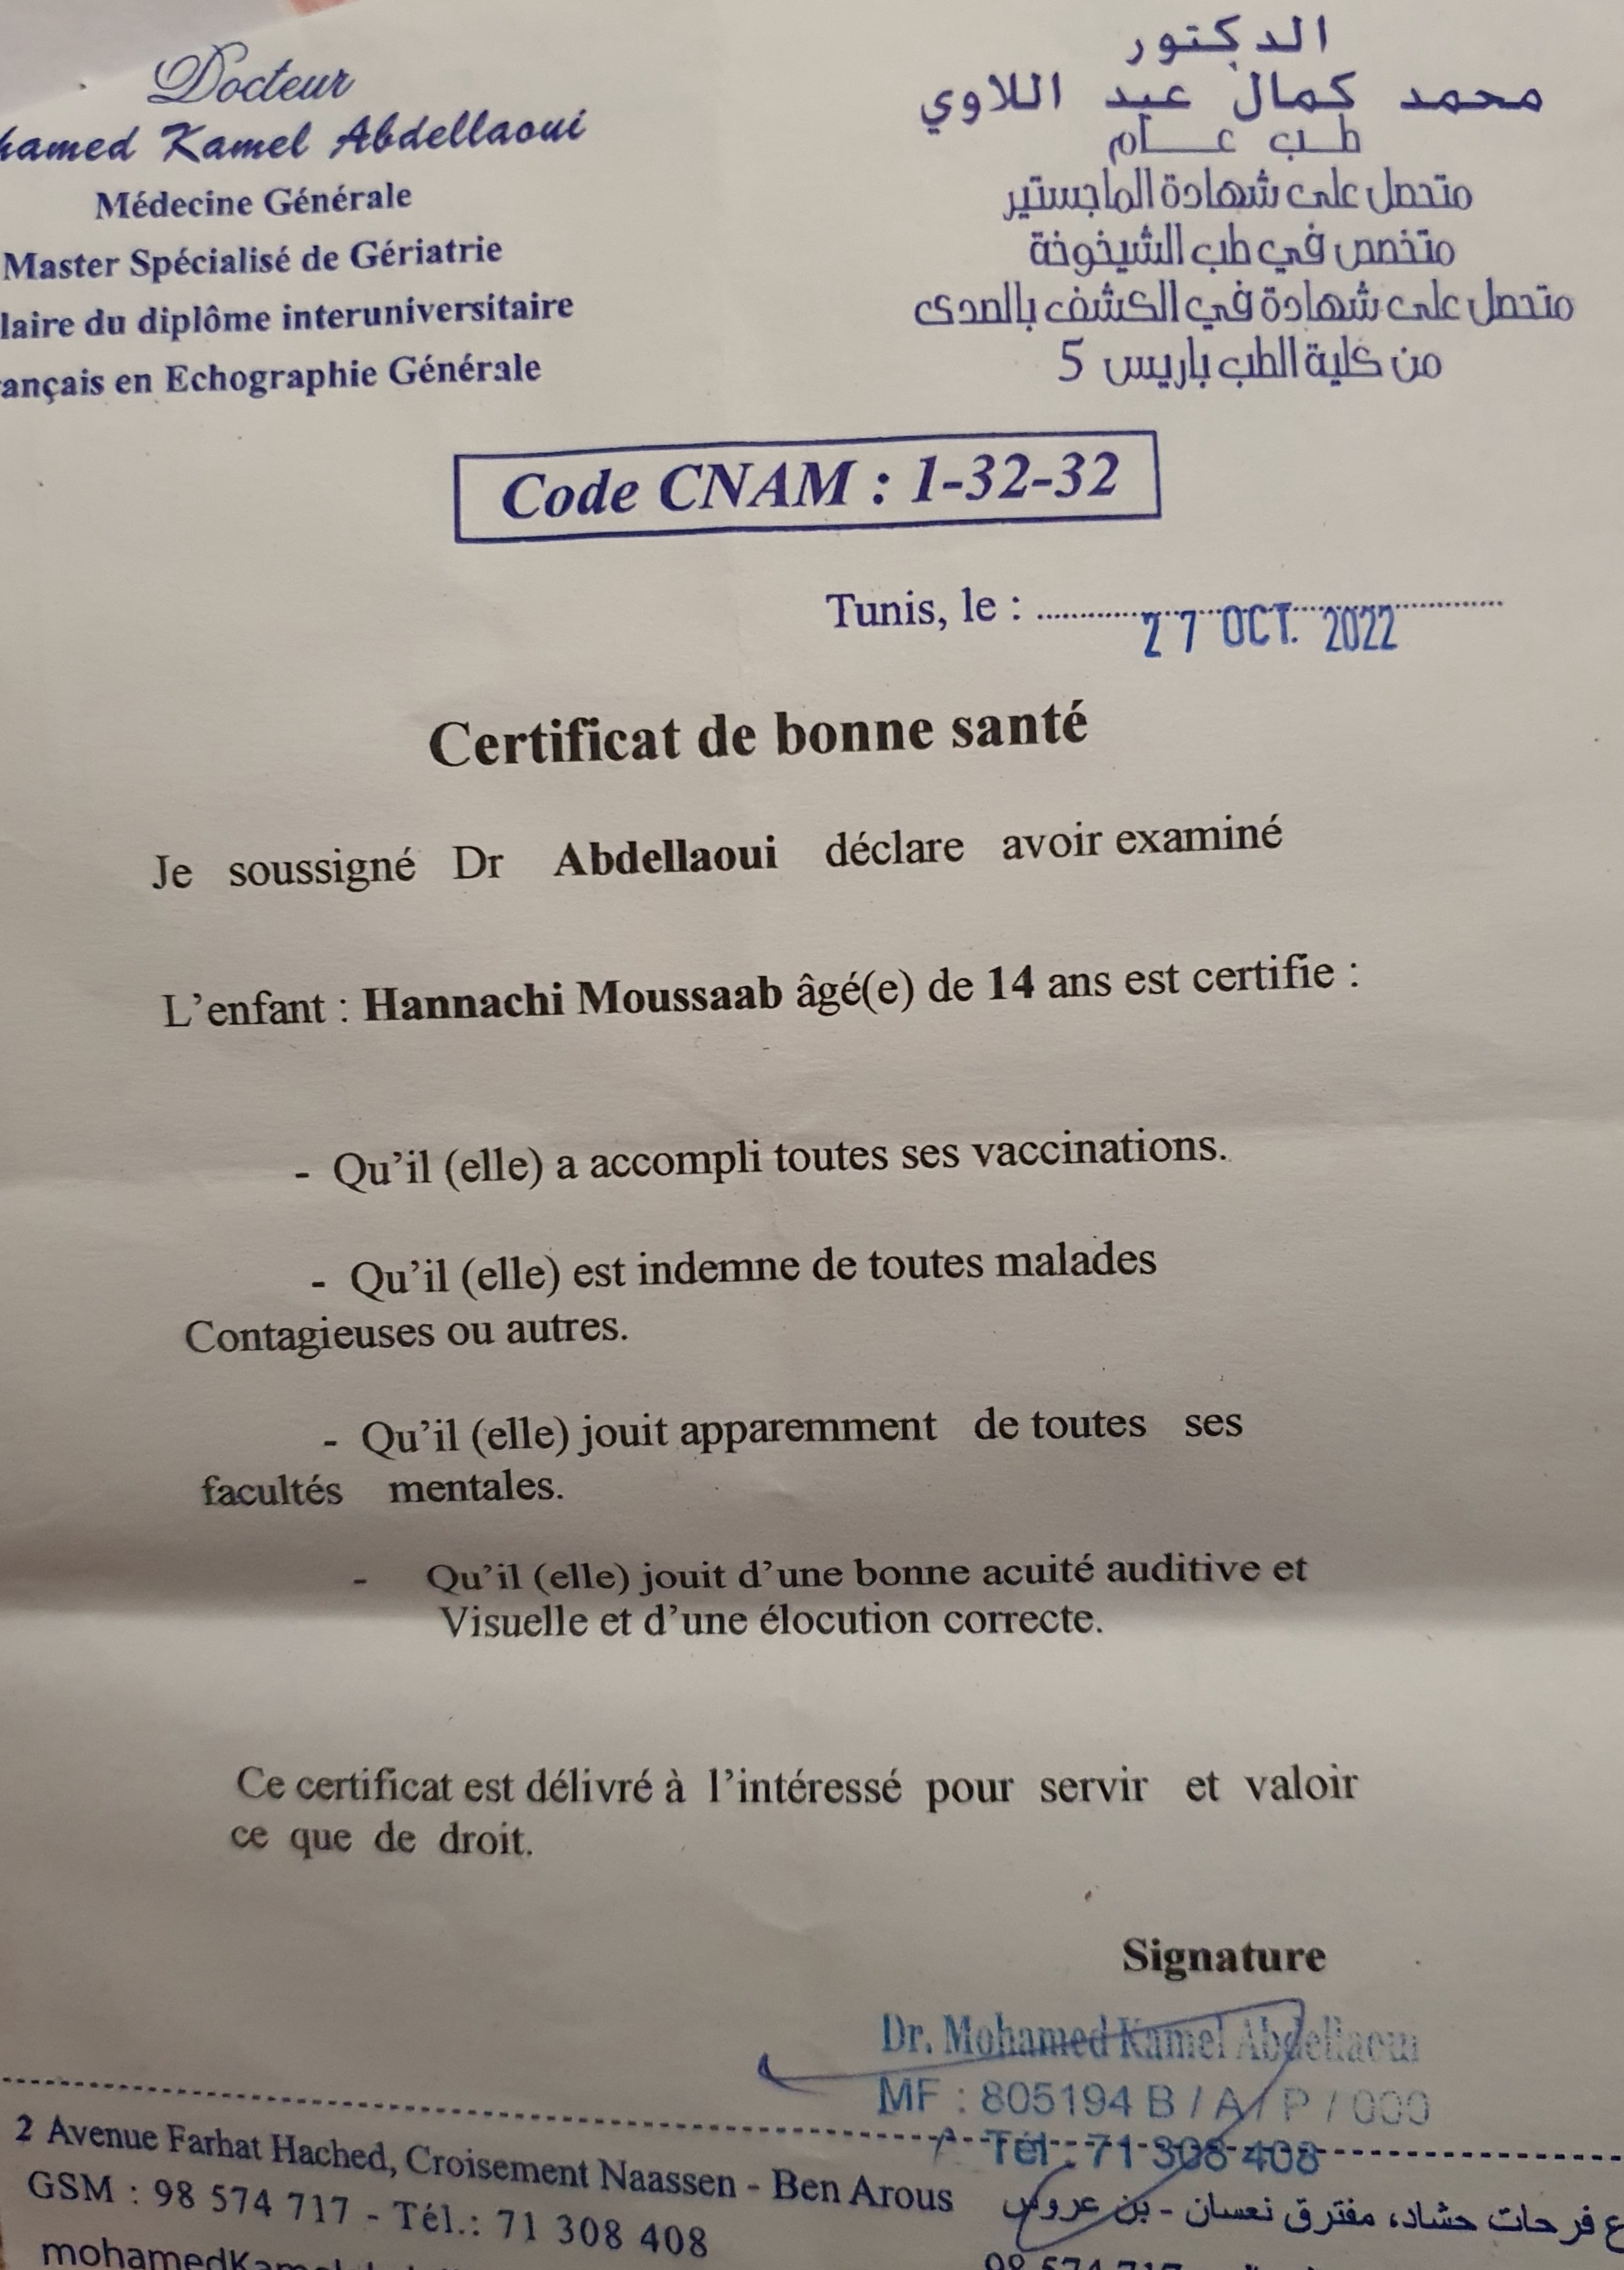 Docteur
hamed Kamel Abdellaoui
Médecine Générale
Master Spécialisé de Gériatrie
laire du diplôme interuniversitaire
ançais en Echographie Générale
الدكتور
محمد كمال عبد اللاوي
طب عـــام
متحصل على شهادة الماجستير
متخصص في طب الشيخوخة
متحصل على شهادة في الكشف بالصدى
من كلية الطب باريس 5
Code CNAM : 1-32-32
Tunis, le : 27 OCT. 2022
Certificat de bonne santé
Je soussigné Dr Abdellaoui déclare avoir examiné
L'enfant : Hannachi Moussaab âgé(e) de 14 ans est certifie :
- Qu'il (elle) a accompli toutes ses vaccinations.
- Qu'il (elle) est indemne de toutes malades
Contagieuses ou autres.
- Qu'il (elle) jouit apparemment de toutes ses
facultés mentales.
- Qu'il (elle) jouit d'une bonne acuité auditive et
Visuelle et d'une élocution correcte.
Ce certificat est délivré à l'intéressé pour servir et valoir
ce que de droit.
Signature
Dr. Mohamed Kamel Abdellaoui
MF : 805194 B / A / P / 000
Tél : 71 308 408
2 Avenue Farhat Hached, Croisement Naassen - Ben Arous
GSM : 98 574 717 - Tél.: 71 308 408
ع فرحات حشاد، مفترق نعسان - بن عروس